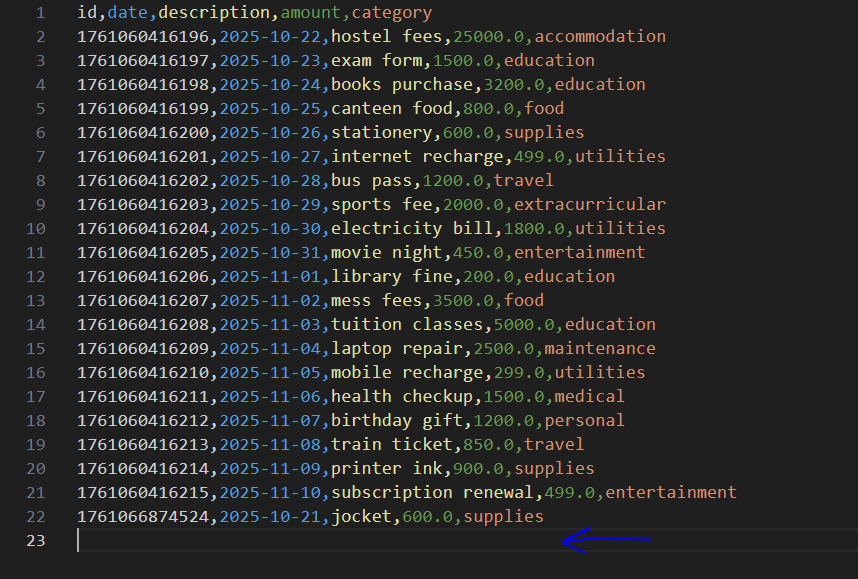 1 id,date,description,amount,category
2 1761060416196,2025-10-22,hostel fees,25000.0,accommodation
3 1761060416197,2025-10-23,exam form,1500.0,education
4 1761060416198,2025-10-24,books purchase,3200.0,education
5 1761060416199,2025-10-25,canteen food,800.0,food
6 1761060416200,2025-10-26,stationery,600.0,supplies
7 1761060416201,2025-10-27,internet recharge,499.0,utilities
8 1761060416202,2025-10-28,bus pass,1200.0,travel
9 1761060416203,2025-10-29,sports fee,2000.0,extracurricular
10 1761060416204,2025-10-30,electricity bill,1800.0,utilities
11 1761060416205,2025-10-31,movie night,450.0,entertainment
12 1761060416206,2025-11-01,library fine,200.0,education
13 1761060416207,2025-11-02,mess fees,3500.0,food
14 1761060416208,2025-11-03,tuition classes,5000.0,education
15 1761060416209,2025-11-04,laptop repair,2500.0,maintenance
16 1761060416210,2025-11-05,mobile recharge,299.0,utilities
17 1761060416211,2025-11-06,health checkup,1500.0,medical
18 1761060416212,2025-11-07,birthday gift,1200.0,personal
19 1761060416213,2025-11-08,train ticket,850.0,travel
20 1761060416214,2025-11-09,printer ink,900.0,supplies
21 1761060416215,2025-11-10,subscription renewal,499.0,entertainment
22 1761066874524,2025-10-21,jocket,600.0,supplies
23